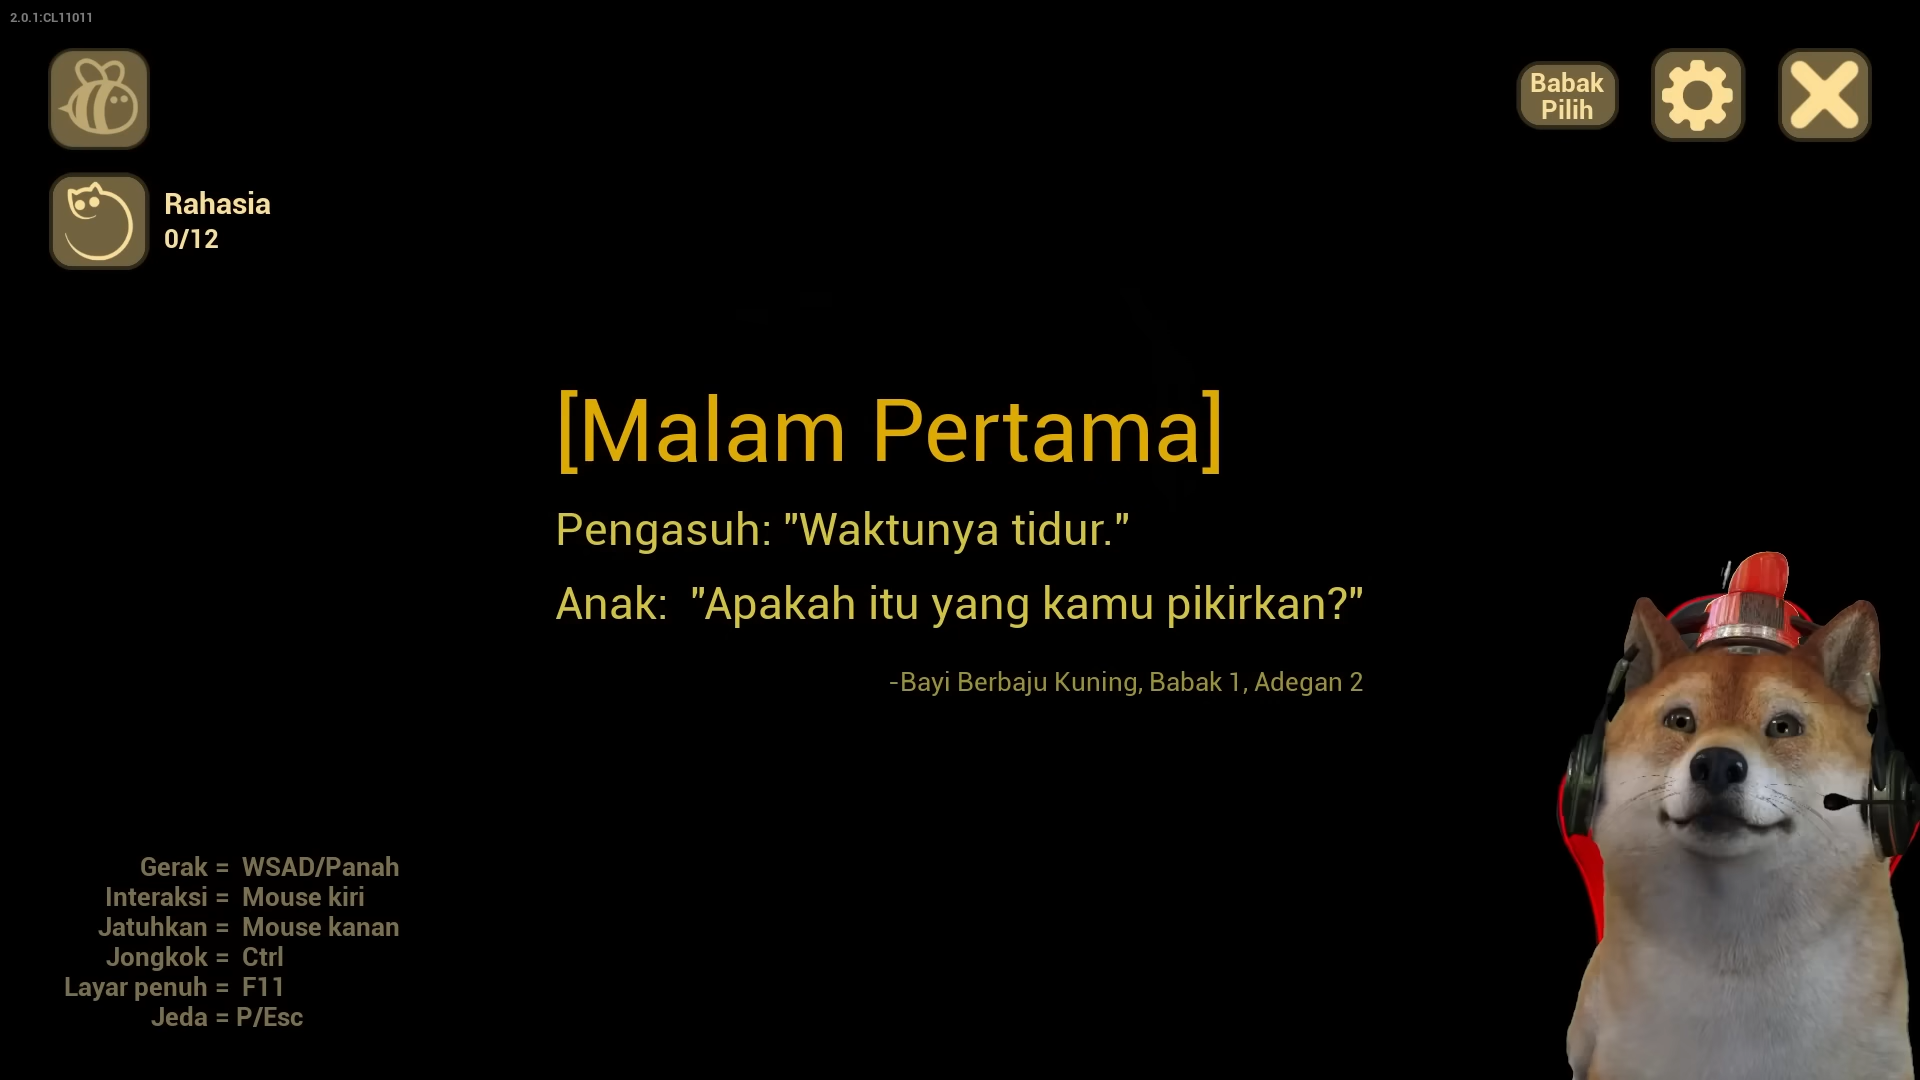 2.0.1:CL11011
Babak
Pilih
Rahasia
0/12
[Malam Pertama]
Pengasuh: "Waktunya tidur."
Anak:  "Apakah itu yang kamu pikirkan?"
-Bayi Berbaju Kuning, Babak 1, Adegan 2
Gerak = WSAD/Panah
Interaksi = Mouse kiri
Jatuhkan = Mouse kanan
Jongkok = Ctrl
Layar penuh = F11
Jeda = P/Esc